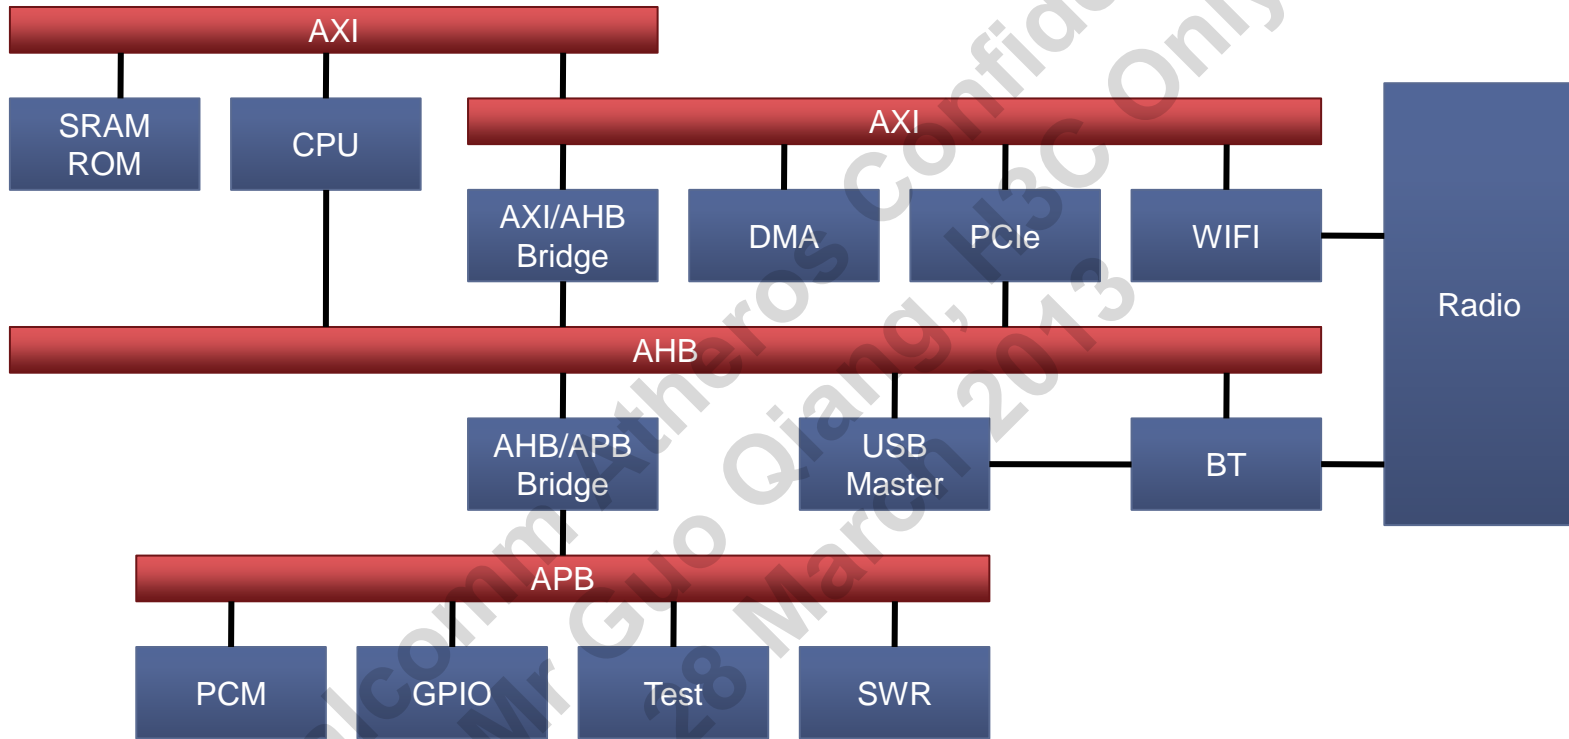 AXI
SRAM
ROM
CPU
AXI
AXI/AHB
Bridge
DMA
PCIe
WIFI
Radio
AHB
AHB/APB
Bridge
USB
Master
BT
APB
PCM
GPIO
Test
SWR
Atheros
Mr Guo Qiang, H3C Only
28 March 2013